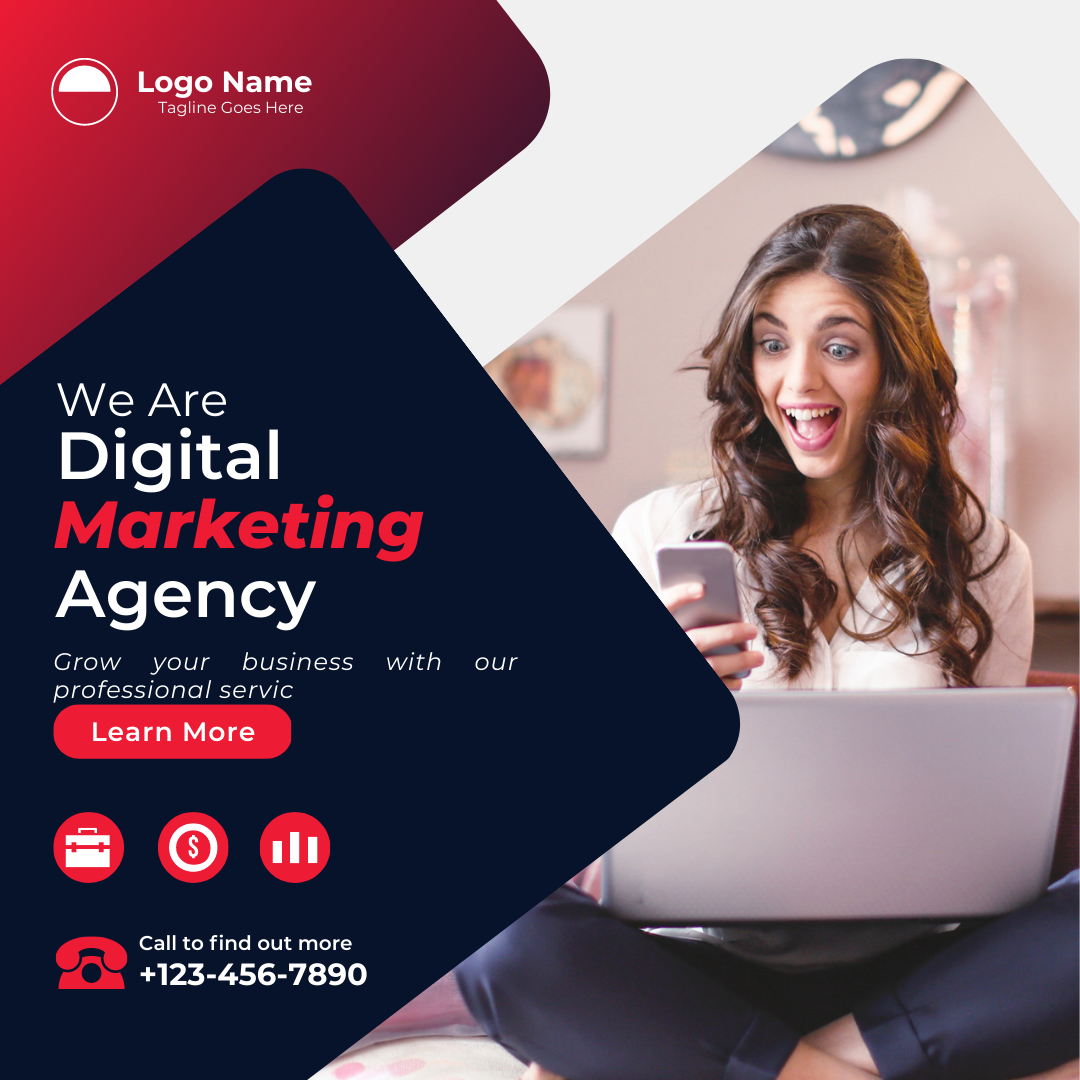 Logo Name
Tagline Goes Here
We Are
Digital
Marketing
Agency
Grow your business with our
professional servic
Learn More
$
Call to find out more
+123-456-7890